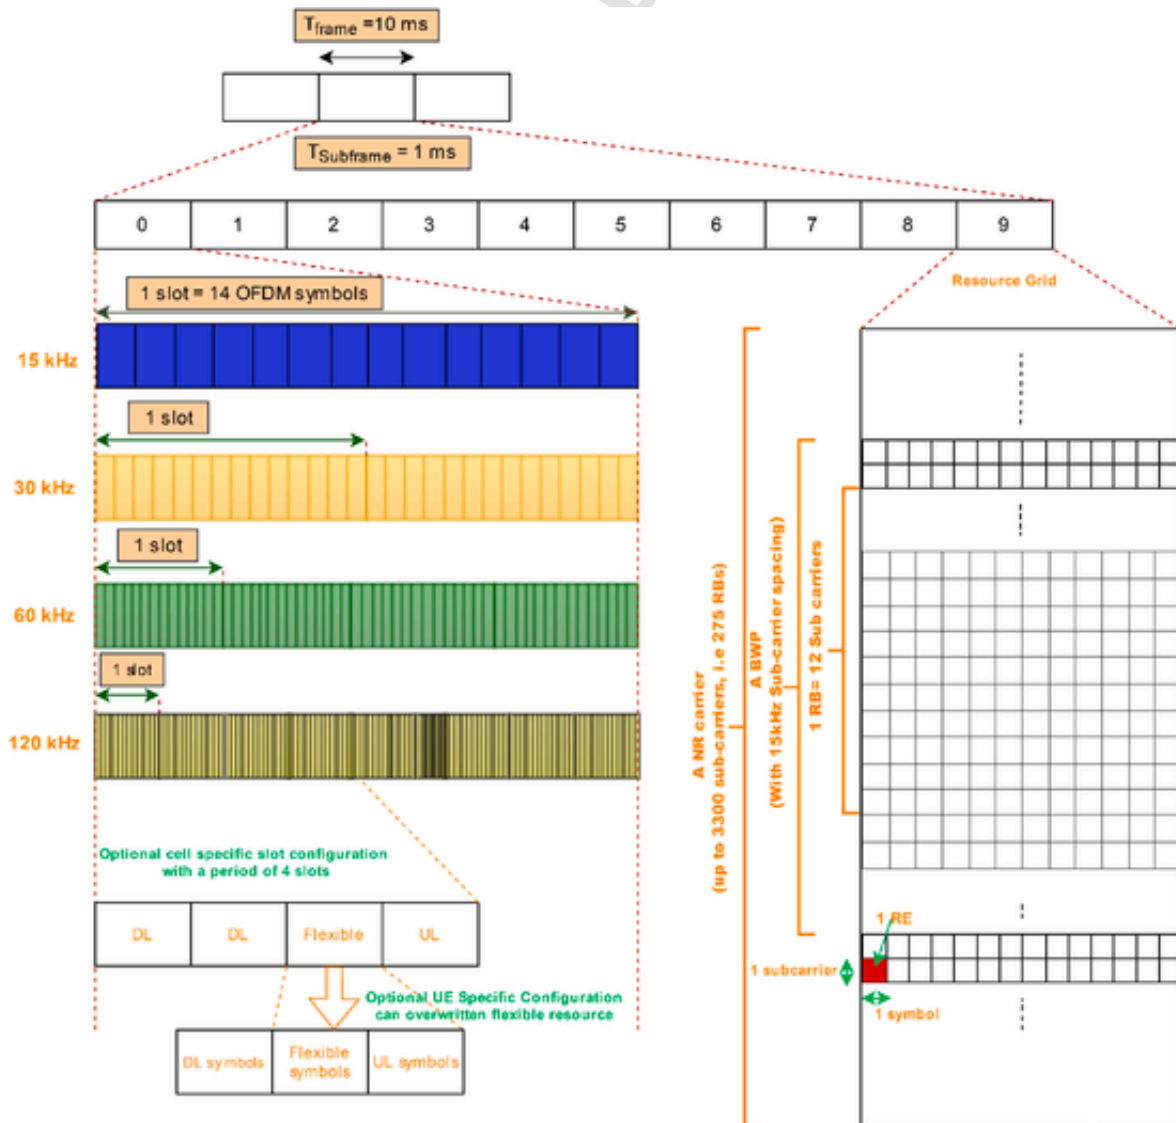 Tframe =10 ms
TSubframe = 1 ms
0 1 2 3 4 5 6 7 8 9
Resource Grid
1 slot = 14 OFDM symbols
15 kHz
1 slot
30 kHz
1 slot
60 kHz
1 slot
120 kHz
A NR carrier
(up to 3300 sub-carriers, i.e 275 RBs)
A BWP
(With 15kHz Sub-carrier spacing)
1 RB= 12 Sub carriers
Optional cell specific slot configuration
with a period of 4 slots
DL DL Flexible UL
Optional UE Specific Configuration
can overwritten flexible resource
DL symbols
Flexible
symbols
UL symbols
1 RE
1 subcarrier
1 symbol